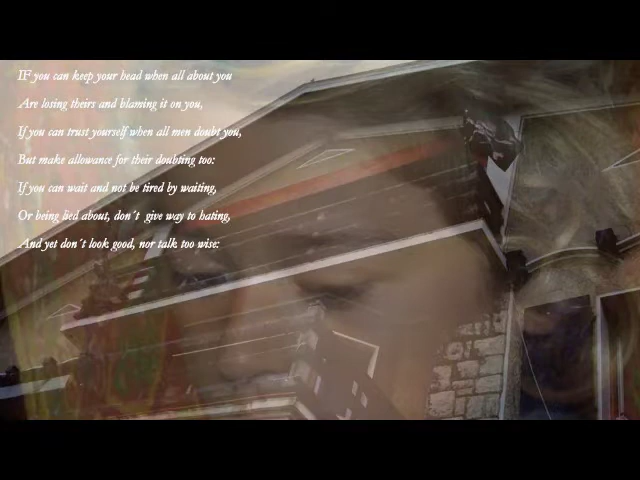 IF you can keep your head when all about you
Are losing theirs and blaming it on you,
If you can trust yourself when all men doubt you,
But make allowance for their doubting too:
If you can wait and not be tired by waiting,
Or being lied about, don´t  give way to hating,
And yet don´t look good, nor talk too wise: